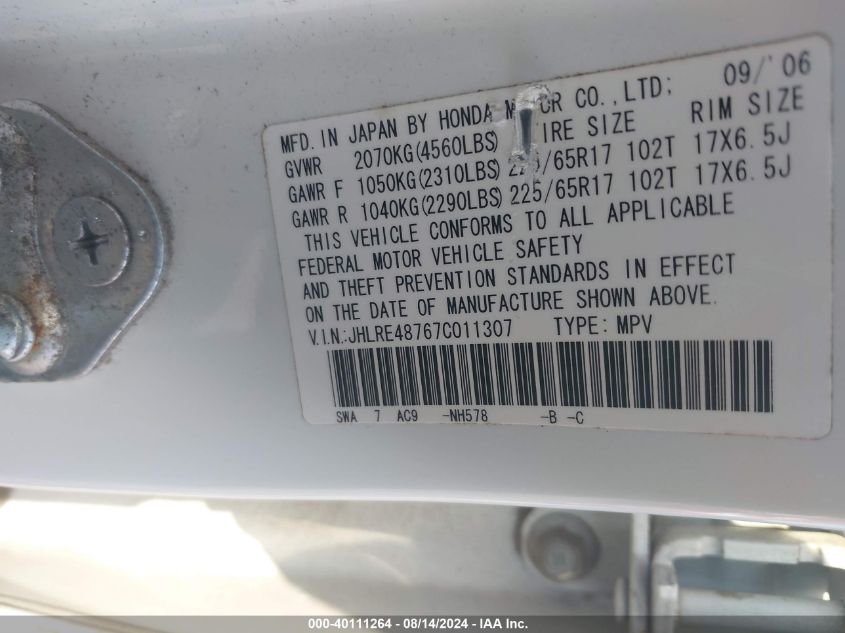 MFD. IN JAPAN BY HONDA MOTOR CO.,LTD: 09/'06
GVWR 2070KG(4560LBS) TIRE SIZE RIM SIZE
GAWR F 1050KG(2310LBS) 225/65R17 102T 17X6.5J
GAWR R 1040KG(2290LBS) 225/65R17 102T 17X6.5J
THIS VEHICLE CONFORMS TO ALL APPLICABLE
FEDERAL MOTOR VEHICLE SAFETY
AND THEFT PREVENTION STANDARDS IN EFFECT
ON THE DATE OF MANUFACTURE SHOWN ABOVE.
V.I.N.:JHLRE48767C011307 TYPE: MPV
SWA 7 AC9 -NH578 -B -C
000-40111264 - 08/14/2024 - IAA Inc.